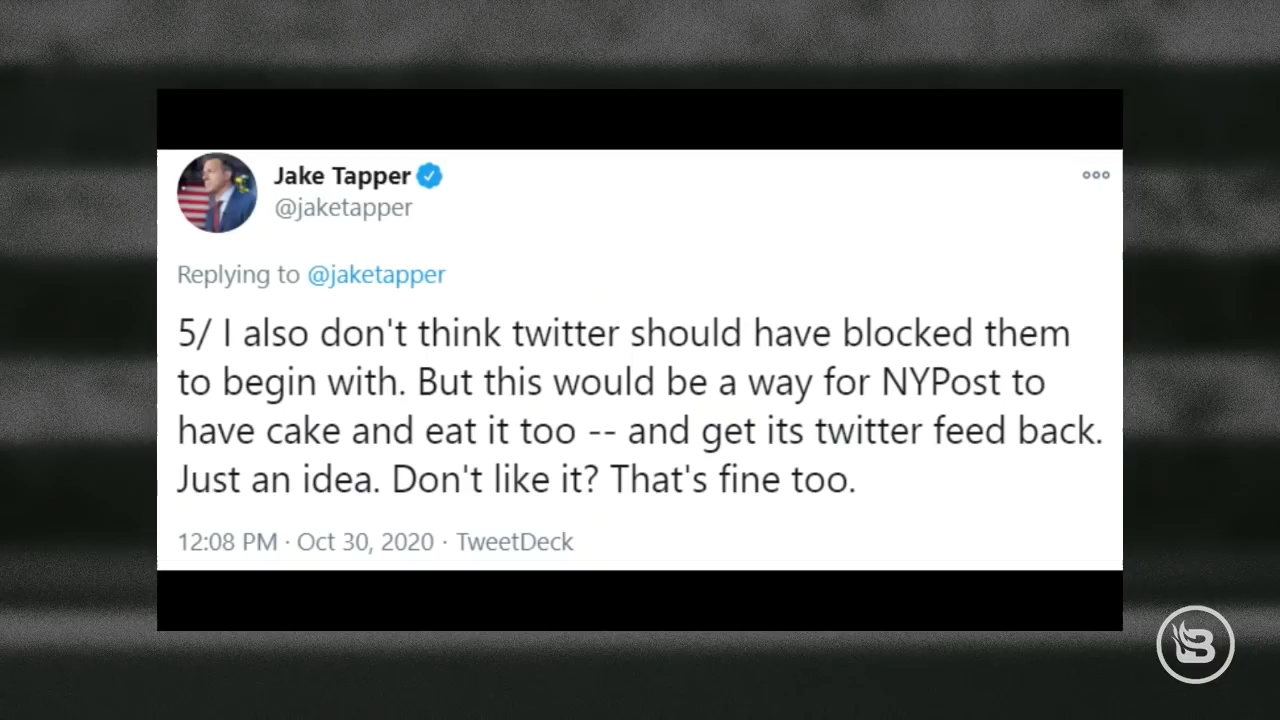 Jake Tapper
@jaketapper
Replying to @jaketapper
5/ I also don't think twitter should have blocked them
to begin with. But this would be a way for NYPost to
have cake and eat it too -- and get its twitter feed back.
Just an idea. Don't like it? That's fine too.
12:08 PM · Oct 30, 2020 · TweetDeck
B